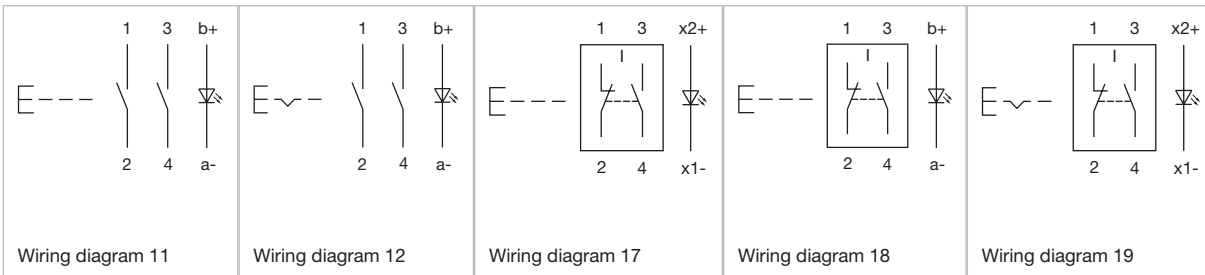 1 3 b+
2 4 a-
Wiring diagram 11
1 3 b+
2 4 a-
Wiring diagram 12
1 3 x2+
2 4 x1-
Wiring diagram 17
1 3 b+
2 4 a-
Wiring diagram 18
1 3 x2+
2 4 x1-
Wiring diagram 19